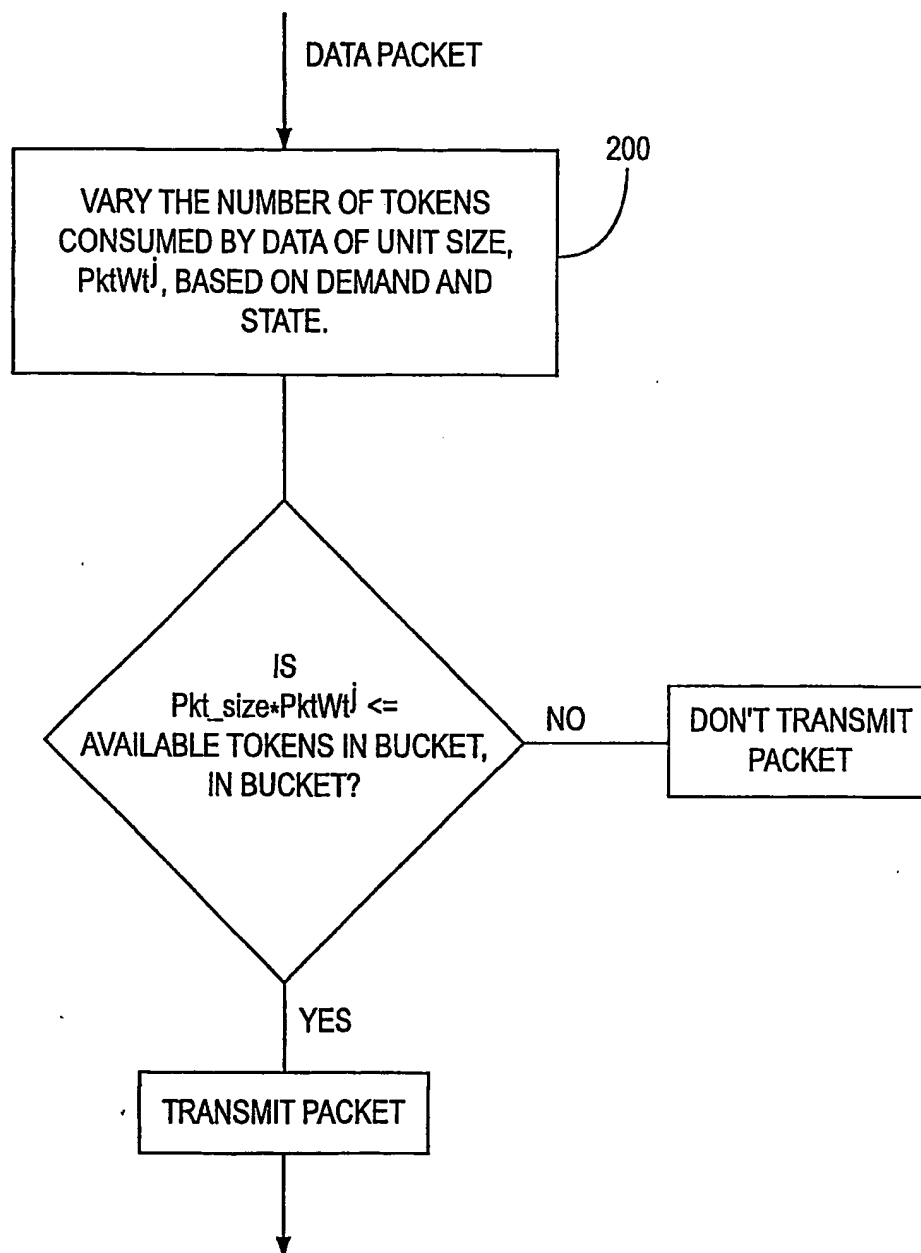 DATA PACKET
200
VARY THE NUMBER OF TOKENS
CONSUMED BY DATA OF UNIT SIZE,
PktWtʲ, BASED ON DEMAND AND
STATE.
IS
Pkt_size*PktWtʲ <=
AVAILABLE TOKENS IN BUCKET,
IN BUCKET?
NO
DON'T TRANSMIT
PACKET
YES
TRANSMIT PACKET